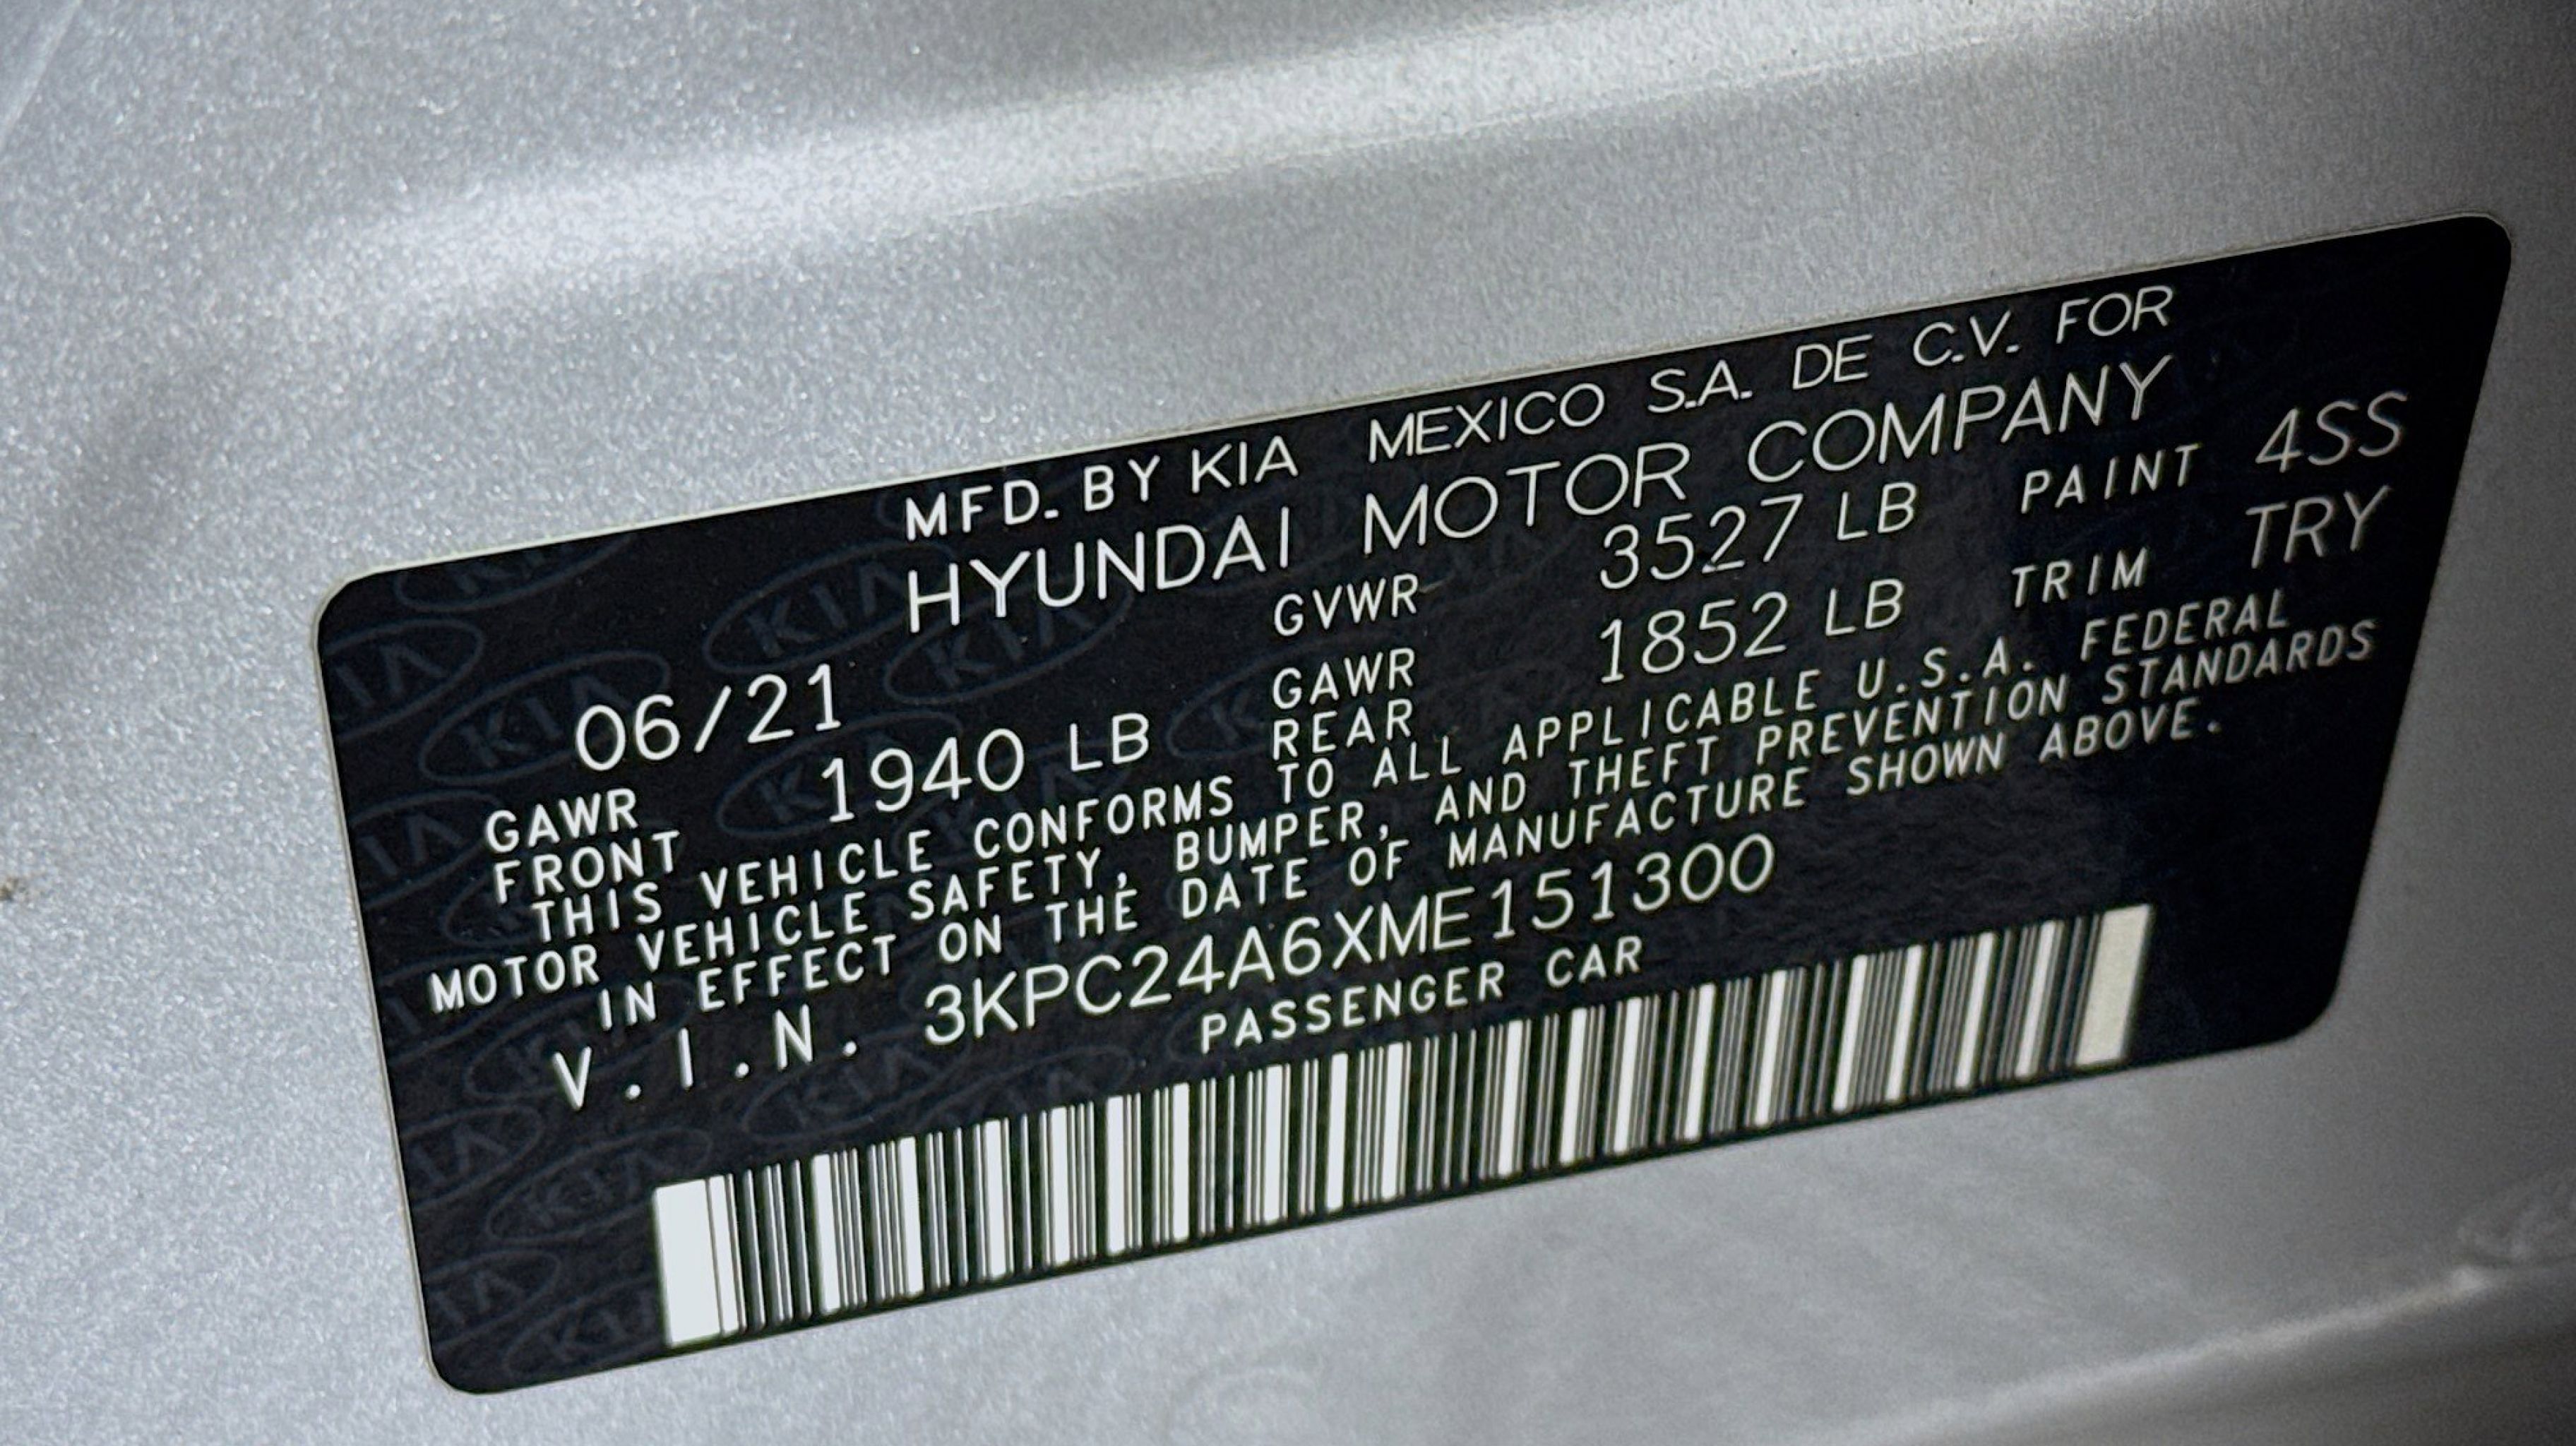 MFD. BY KIA MEXICO S.A. DE C.V. FOR
HYUNDAI MOTOR COMPANY
06/21 GVWR 3527 LB PAINT 4SS
GAWR FRONT 1940 LB GAWR REAR 1852 LB TRIM TRY
THIS VEHICLE CONFORMS TO ALL APPLICABLE U.S.A. FEDERAL
MOTOR VEHICLE SAFETY, BUMPER, AND THEFT PREVENTION STANDARDS
IN EFFECT ON THE DATE OF MANUFACTURE SHOWN ABOVE.
V.I.N. 3KPC24A6XME151300
PASSENGER CAR